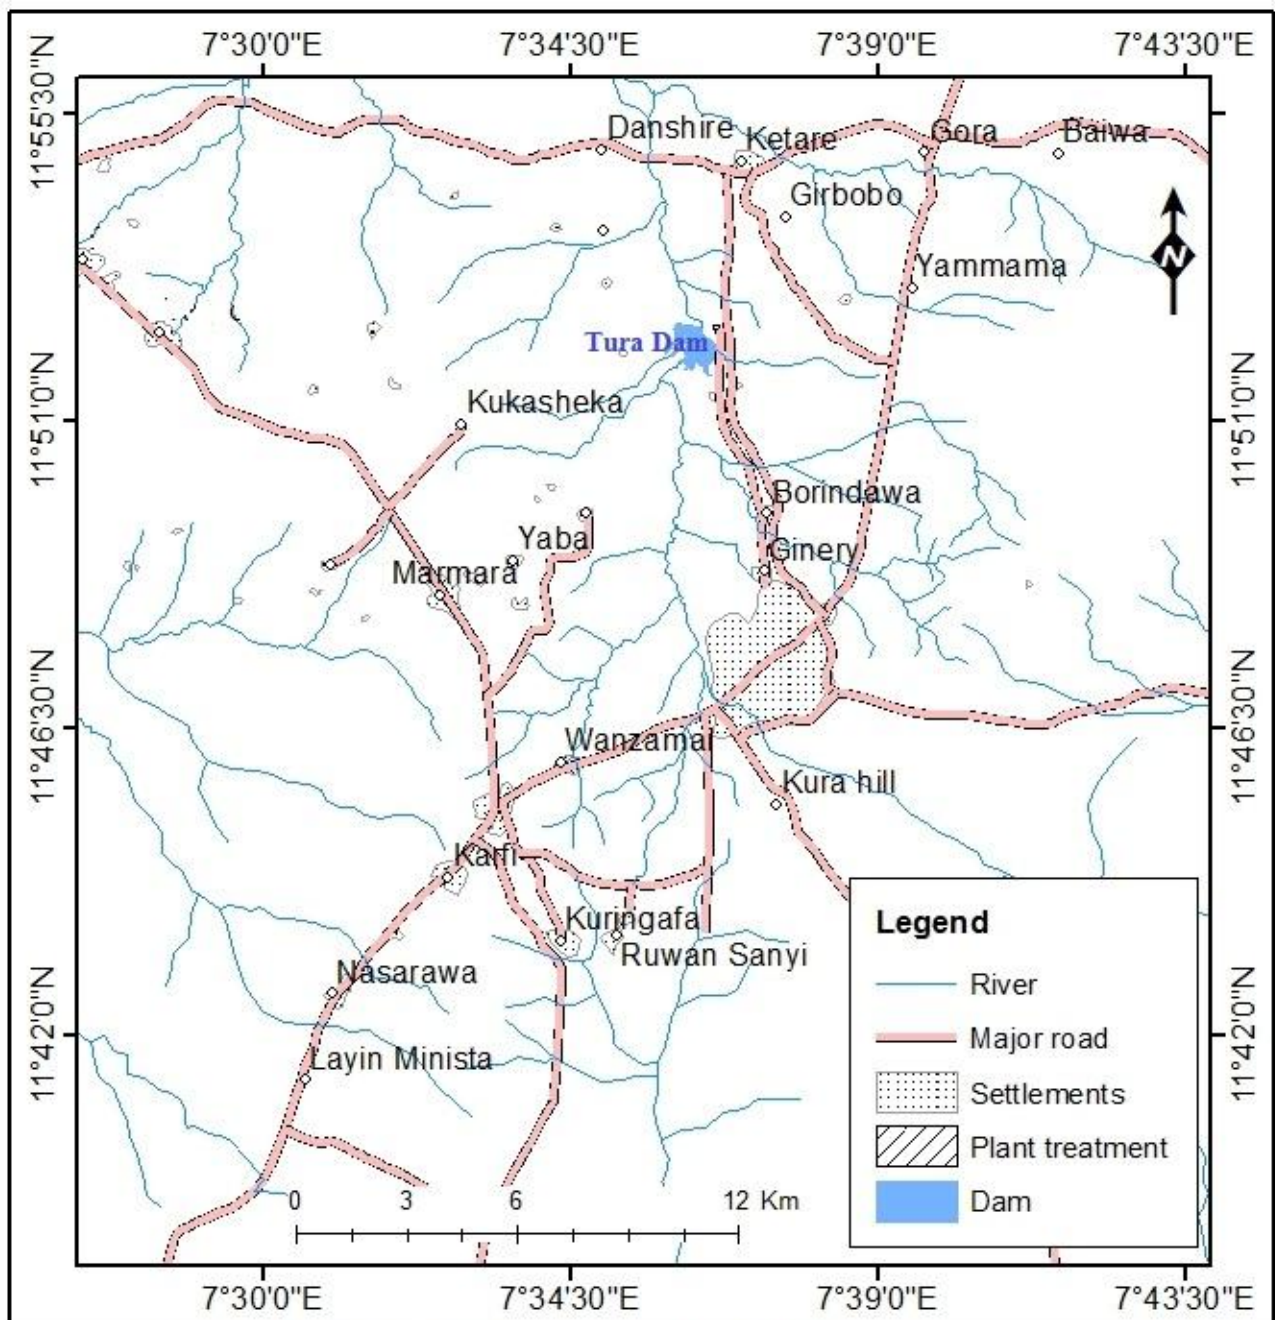 7°30'0"E
7°34'30"E
7°39'0"E
7°43'30"E
11°55'30"N
11°55'30"N
Danshire
Ketare
Gora
Baiwa
Girbobo
N
Yammama
Tura Dam
11°51'0"N
Kukasheka
11°51'0"N
Borindawa
Yaba
Ginery
Marmara
11°46'30"N
11°46'30"N
Wanzamai
Kura hill
Karfi
Kuringafa
Ruwan Sanyi
Nasarawa
11°42'0"N
11°42'0"N
Layin Minista
Legend
River
Major road
Settlements
Plant treatment
Dam
0 3 6 12 Km
7°30'0"E
7°34'30"E
7°39'0"E
7°43'30"E